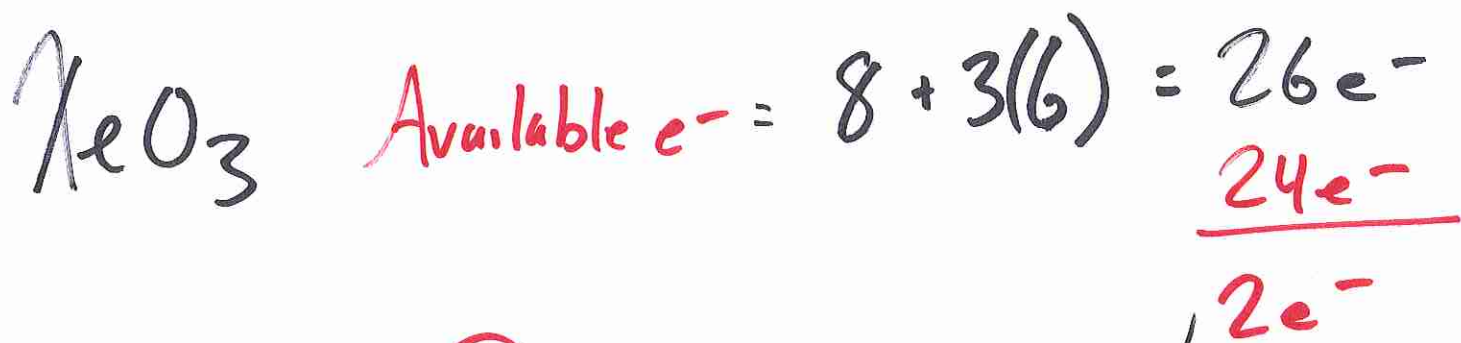 XeO₃ Available e⁻ = 8 + 3(6) = 26e⁻
24e⁻
2e⁻